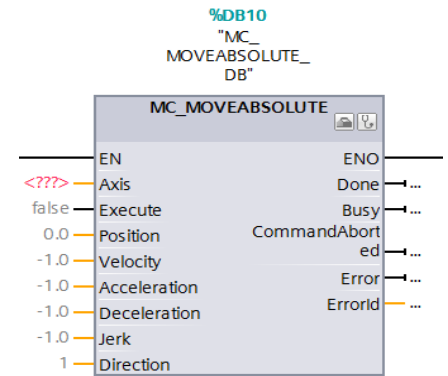 %DB10
"MC_
MOVEABSOLUTE_
DB"
MC_MOVEABSOLUTE
EN ENO
<???> Axis Done ...
false Execute Busy ...
0.0 Position CommandAbort
ed ...
-1.0 Velocity
-1.0 Acceleration Error ...
-1.0 Deceleration ErrorId ...
-1.0 Jerk
1 Direction